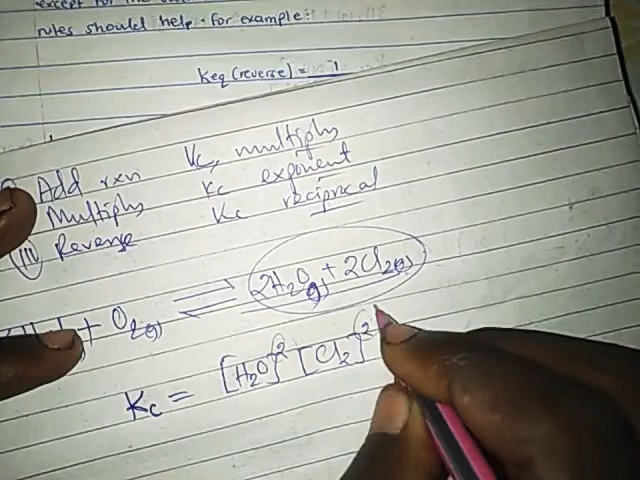 except for the
rules should help. for example:
Keq (reverse) = 1
Add rxn Kc, multiply
Multiply Kc exponent
(III) Reverse Kc reciprocal
+ O2(g) ⇌ 2H2O(g) + 2Cl2(g)
Kc = [H2O]² [Cl2]²